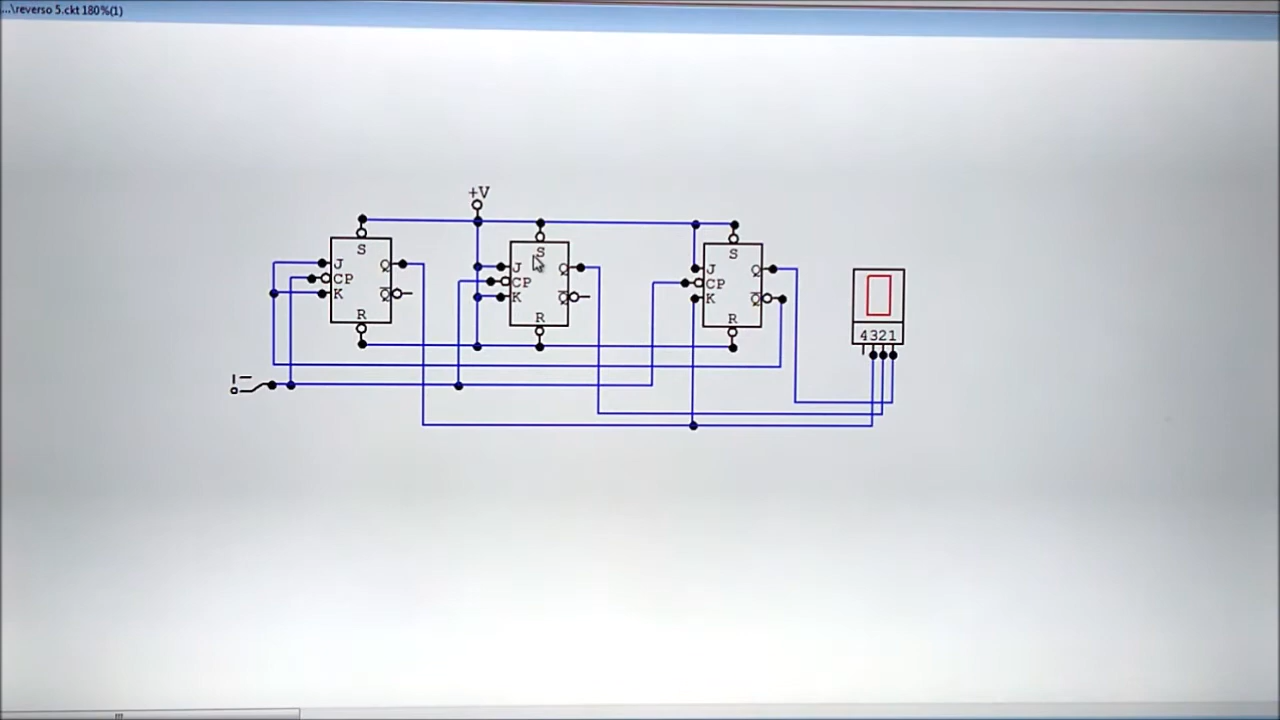 ...\reverso 5.ckt 180%(1)
+V
S
J
CP
K
Q
Q
R
S
J
CP
K
Q
Q
R
S
J
CP
K
Q
Q
R
4321